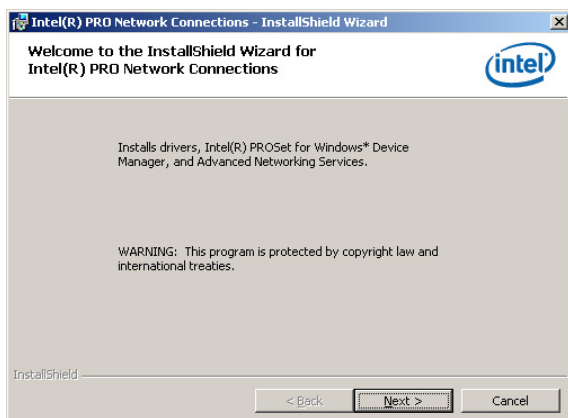 Intel(R) PRO Network Connections - InstallShield Wizard
Welcome to the InstallShield Wizard for
Intel(R) PRO Network Connections
intel
Installs drivers, Intel(R) PROSet for Windows* Device
Manager, and Advanced Networking Services.
WARNING: This program is protected by copyright law and
international treaties.
InstallShield
< Back
Next >
Cancel